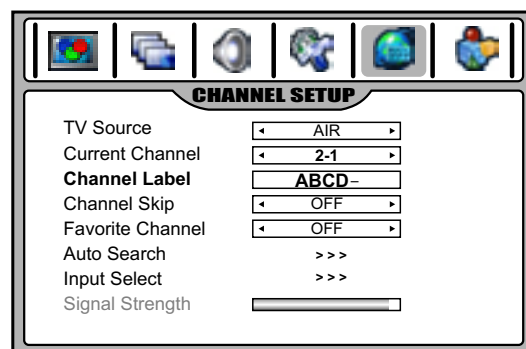 CHANNEL SETUP
TV Source AIR
Current Channel 2-1
Channel Label ABCD–
Channel Skip OFF
Favorite Channel OFF
Auto Search >>>
Input Select >>>
Signal Strength